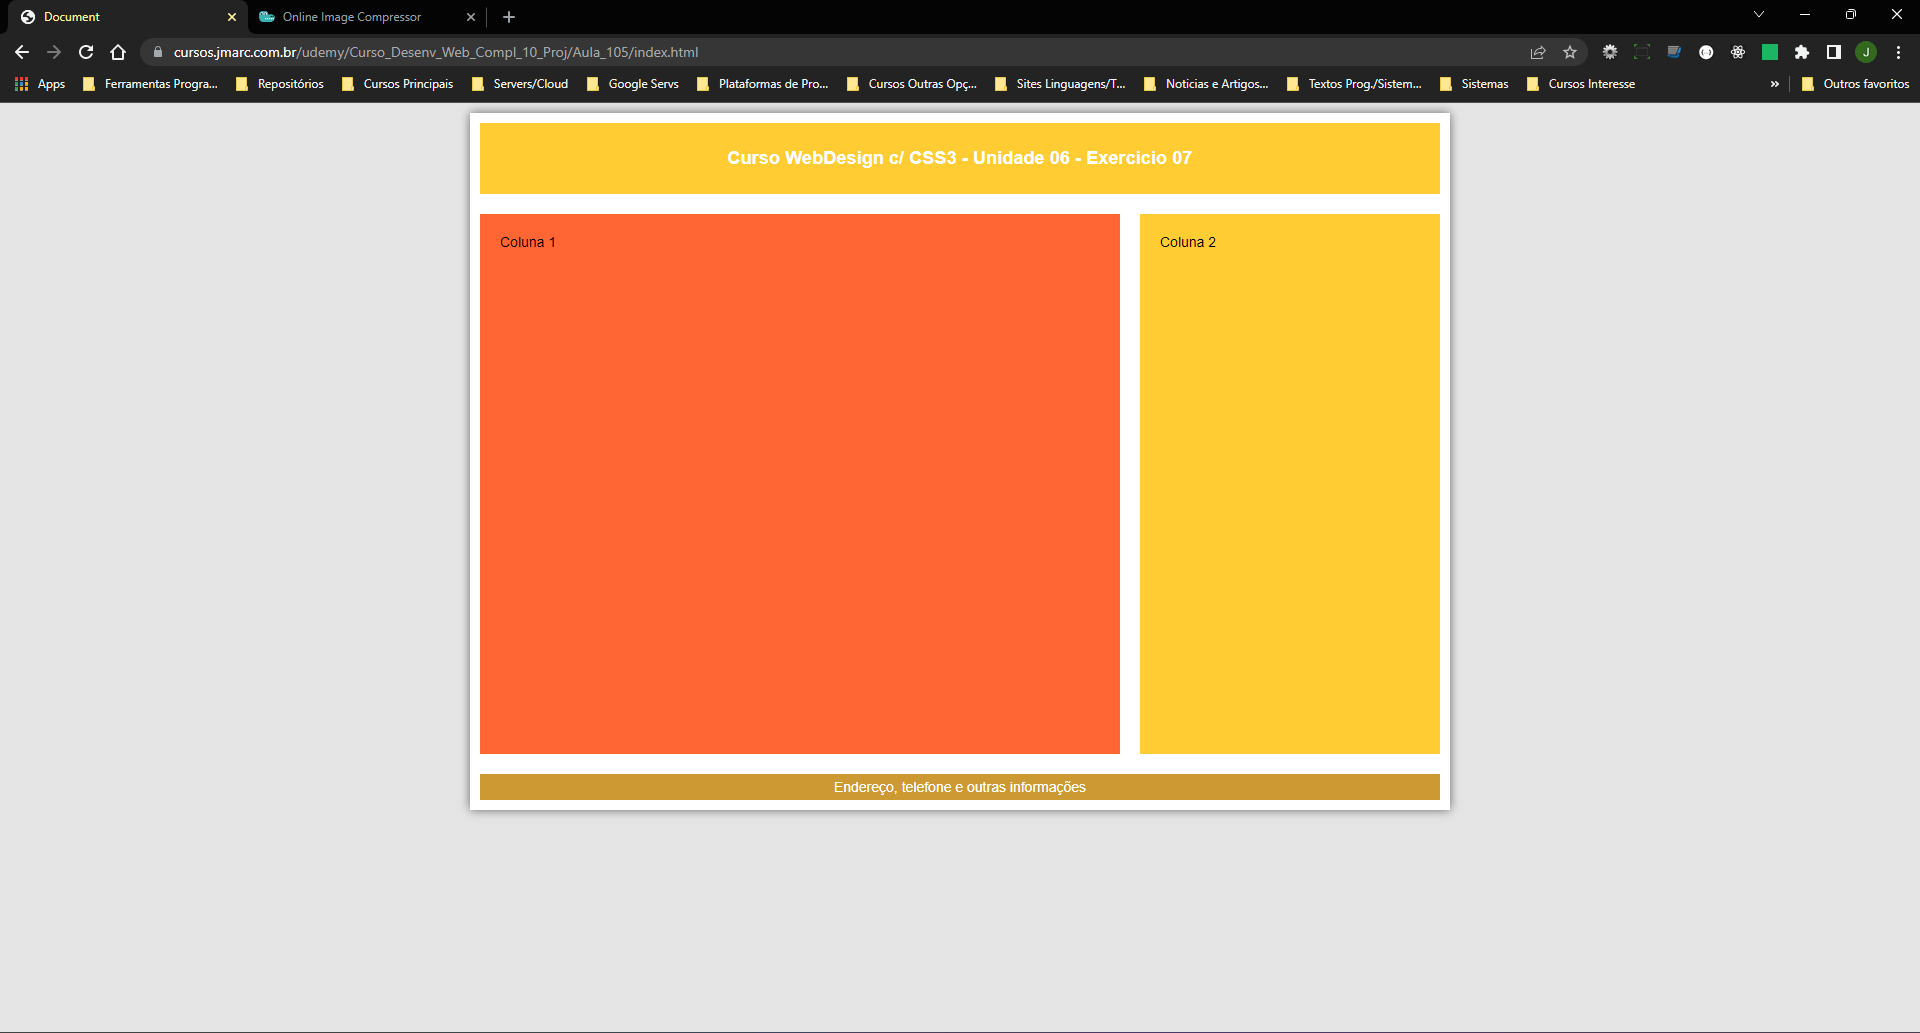 Document
Online Image Compressor
cursos.jmarc.com.br/udemy/Curso_Desenv_Web_Compl_10_Proj/Aula_105/index.html
J
Apps Ferramentas Progra... Repositórios Cursos Principais Servers/Cloud Google Servs Plataformas de Pro... Cursos Outras Opç... Sites Linguagens/T... Noticias e Artigos... Textos Prog./Sistem... Sistemas Cursos Interesse » Outros favoritos
Curso WebDesign c/ CSS3 - Unidade 06 - Exercicio 07
Coluna 1
Coluna 2
Endereço, telefone e outras informações